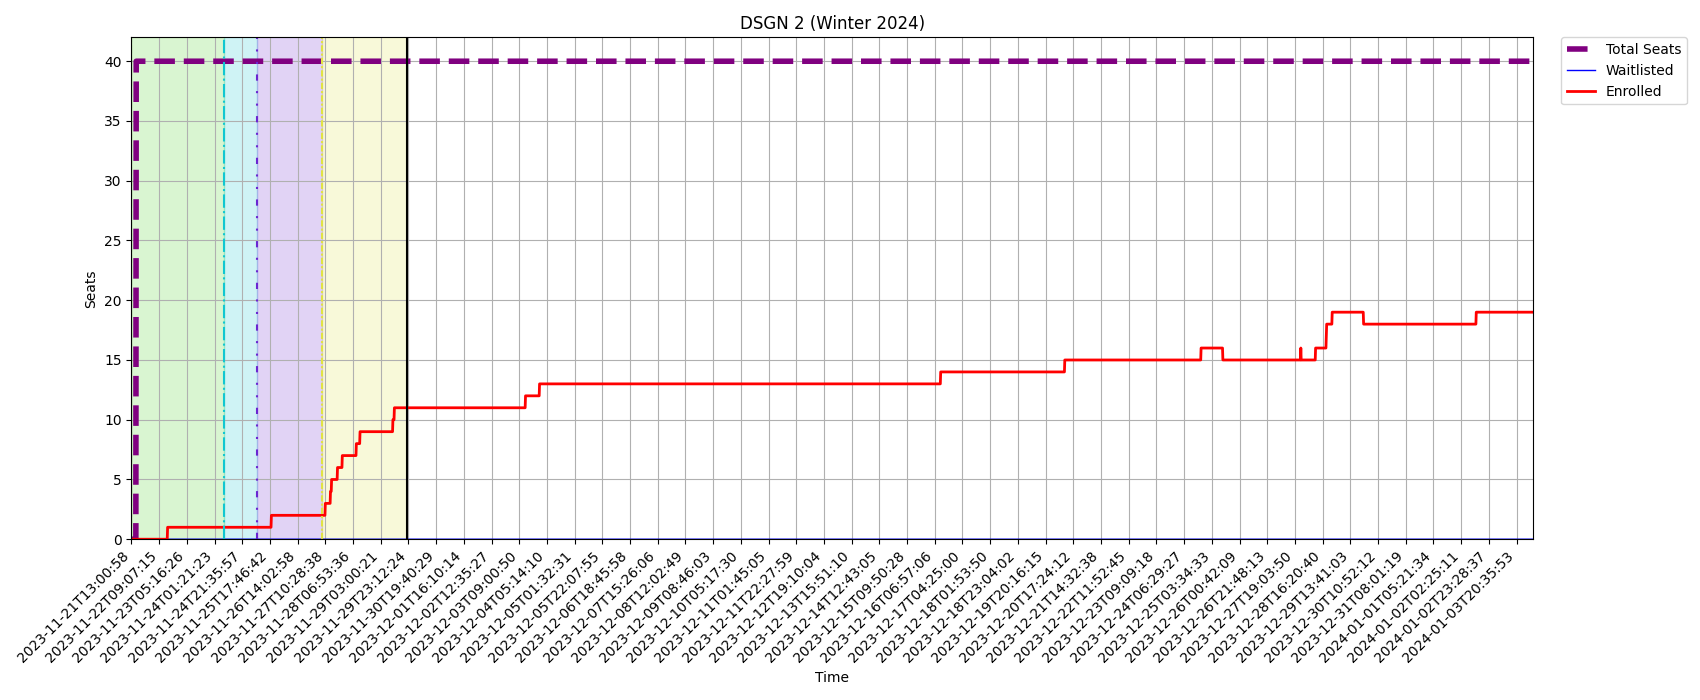 DSGN 2 (Winter 2024)
Total Seats
Waitlisted
Enrolled
40
35
30
25
20
15
10
5
0
Seats
2023-11-21T13:00:58
2023-11-22T09:07:15
2023-11-23T05:16:26
2023-11-24T01:21:23
2023-11-24T21:35:57
2023-11-25T17:46:42
2023-11-26T14:02:58
2023-11-27T10:28:38
2023-11-28T06:53:36
2023-11-29T03:00:21
2023-11-29T23:12:24
2023-11-30T19:40:29
2023-12-01T16:10:14
2023-12-02T12:35:27
2023-12-03T09:00:50
2023-12-04T05:14:10
2023-12-05T01:32:31
2023-12-05T22:07:55
2023-12-06T18:45:58
2023-12-07T15:26:06
2023-12-08T12:02:49
2023-12-09T08:46:03
2023-12-10T05:17:30
2023-12-11T01:45:05
2023-12-11T22:27:59
2023-12-12T19:10:04
2023-12-13T15:51:10
2023-12-14T12:43:05
2023-12-15T09:50:28
2023-12-16T06:57:06
2023-12-17T04:25:00
2023-12-18T01:53:50
2023-12-18T23:04:02
2023-12-19T20:16:15
2023-12-20T17:24:12
2023-12-21T14:32:38
2023-12-22T11:52:45
2023-12-23T09:09:18
2023-12-24T06:29:27
2023-12-25T03:34:33
2023-12-26T00:42:09
2023-12-26T21:48:13
2023-12-27T19:03:50
2023-12-28T16:20:40
2023-12-29T13:41:03
2023-12-30T10:52:12
2023-12-31T08:01:19
2024-01-01T05:21:34
2024-01-02T02:25:11
2024-01-02T23:28:37
2024-01-03T20:35:53
Time